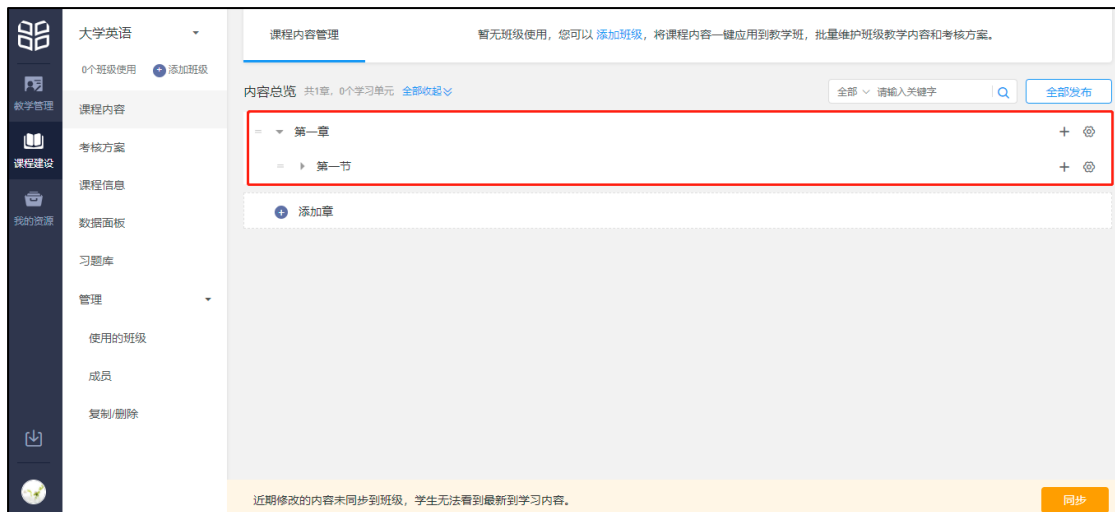 教学管理
课程建设
我的资源
大学英语
0个班级使用 添加班级
课程内容
考核方案
课程信息
数据面板
习题库
管理
使用的班级
成员
复制/删除
课程内容管理
暂无班级使用，您可以 添加班级，将课程内容一键应用到教学班，批量维护班级教学内容和考核方案。
内容总览 共1章，0个学习单元 全部收起
全部 请输入关键字
全部发布
第一章
第一节
添加章
近期修改的内容未同步到班级，学生无法看到最新到学习内容。
同步